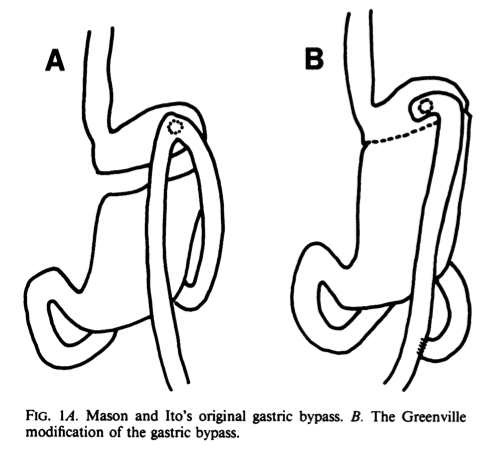 A
B
FIG. 1A. Mason and Ito's original gastric bypass. B. The Greenville
modification of the gastric bypass.